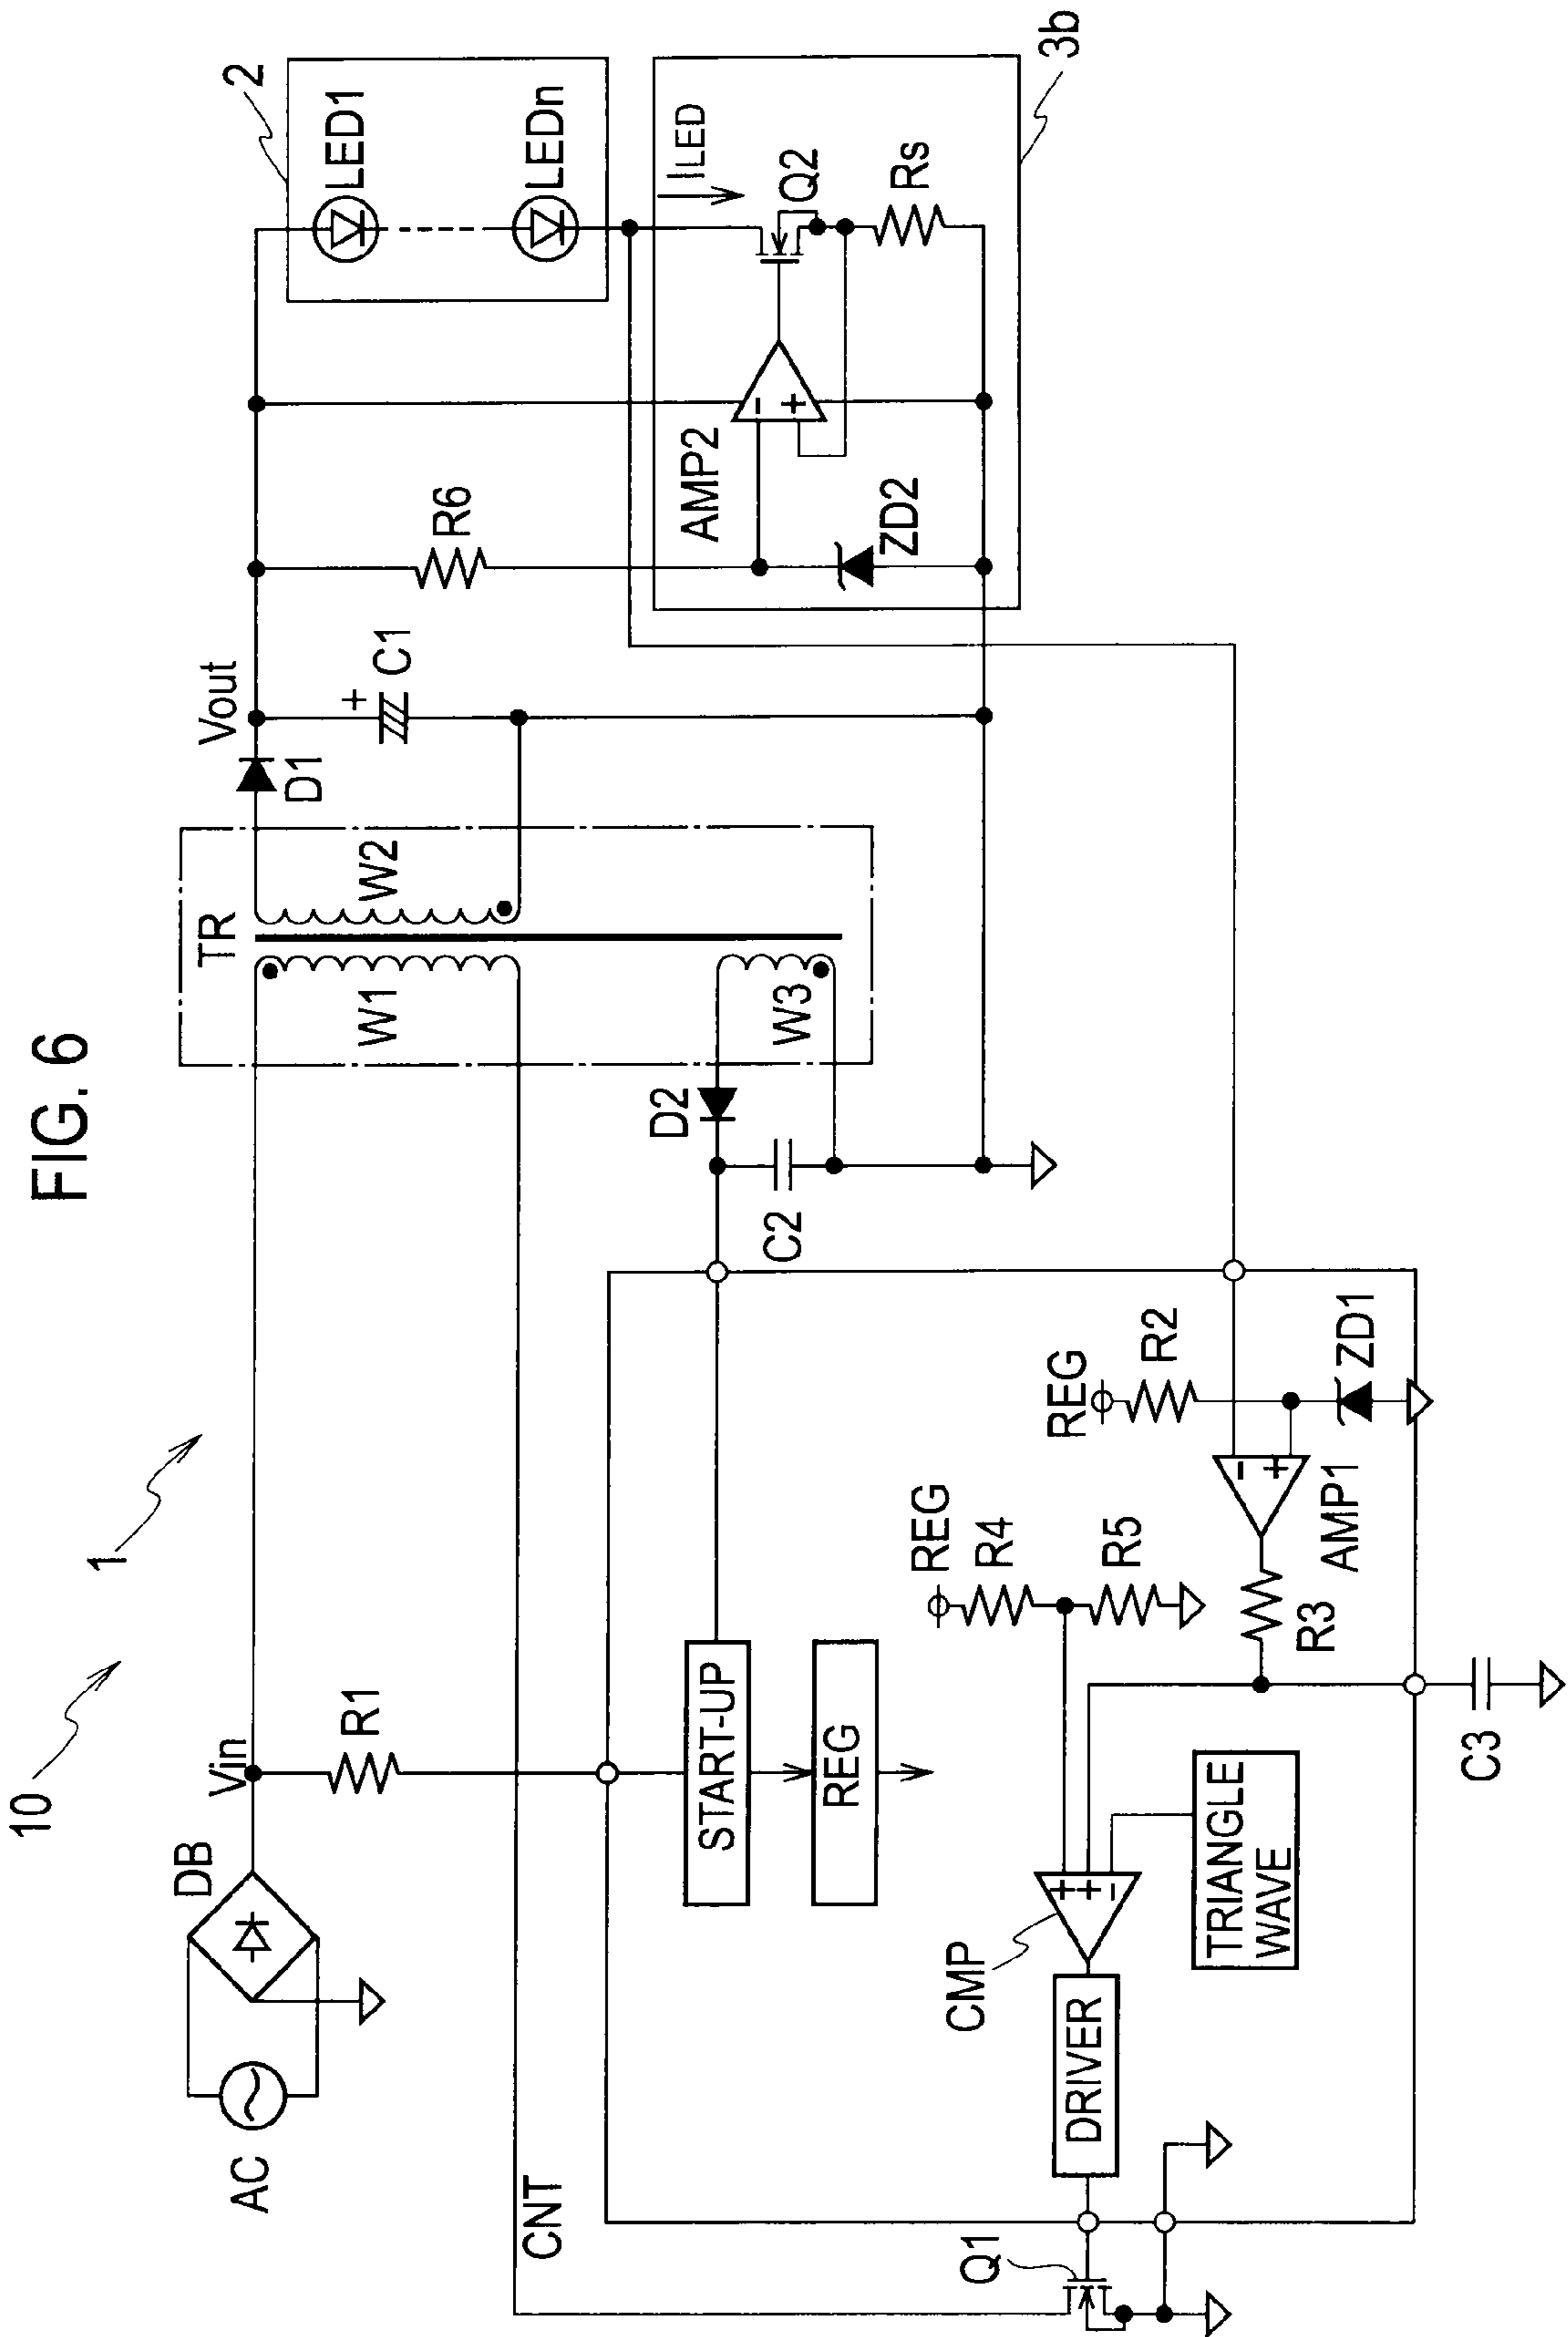 FIG. 6
10
1
AC
DB
Vin
R1
TR
W1
W2
W3
D1
Vout
+
C1
R6
2
LED1
LEDn
ILED
Q2
Rs
3b
AMP2
-
+
ZD2
D2
C2
CNT
START-UP
REG
REG
R4
R5
REG
R2
ZD1
-
+
AMP1
R3
C3
CMP
+
+
-
TRIANGLE
WAVE
DRIVER
Q1